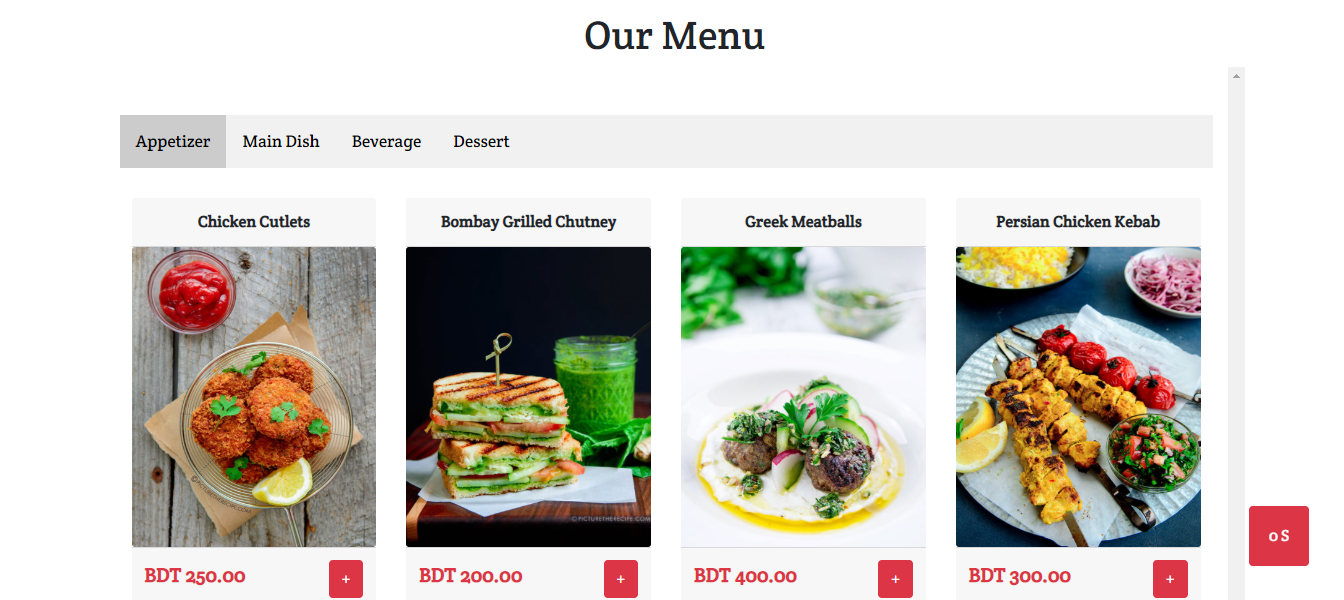 Our Menu
Appetizer Main Dish Beverage Dessert
Chicken Cutlets Bombay Grilled Chutney Greek Meatballs Persian Chicken Kebab
©PICTURETHERECIPE.COM
BDT 250.00 + BDT 200.00 + BDT 400.00 + BDT 300.00 +
oS